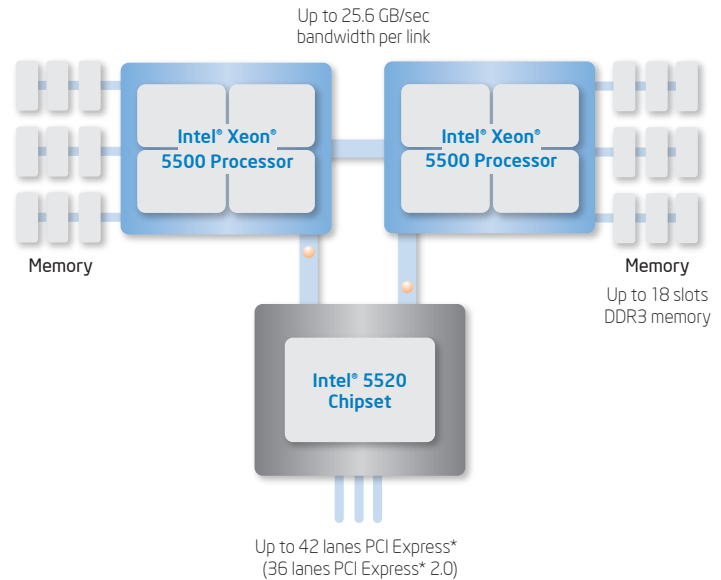 Up to 25.6 GB/sec
bandwidth per link
Intel® Xeon®
5500 Processor
Intel® Xeon®
5500 Processor
Memory
Memory
Up to 18 slots
DDR3 memory
Intel® 5520
Chipset
Up to 42 lanes PCI Express*
(36 lanes PCI Express* 2.0)